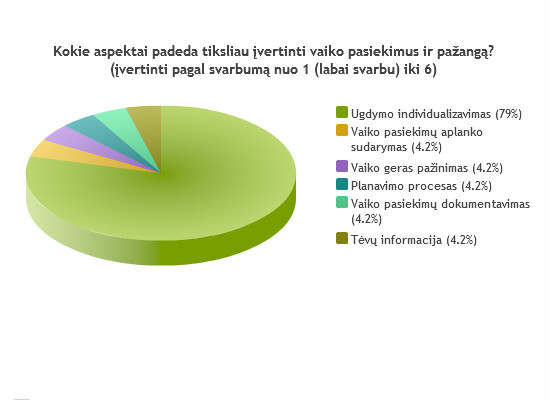 Kokie aspektai padeda tiksliau įvertinti vaiko pasiekimus ir pažangą?
(įvertinti pagal svarbumą nuo 1 (labai svarbu) iki 6)
Ugdymo individualizavimas (79%)
Vaiko pasiekimų aplanko
sudarymas (4.2%)
Vaiko geras pažinimas (4.2%)
Planavimo procesas (4.2%)
Vaiko pasiekimų dokumentavimas
(4.2%)
Tėvų informacija (4.2%)